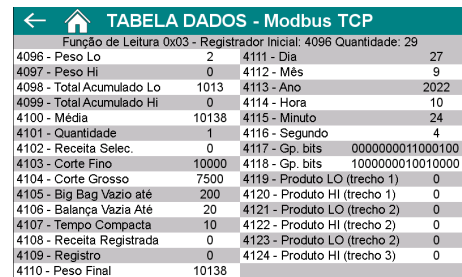 TABELA DADOS - Modbus TCP
Função de Leitura 0x03 - Registrador Inicial: 4096 Quantidade: 29
4096 - Peso Lo 2
4097 - Peso Hi 0
4098 - Total Acumulado Lo 1013
4099 - Total Acumulado Hi 0
4100 - Média 10138
4101 - Quantidade 1
4102 - Receita Selec. 0
4103 - Corte Fino 10000
4104 - Corte Grosso 7500
4105 - Big Bag Vazio até 200
4106 - Balança Vazia Até 20
4107 - Tempo Compacta 10
4108 - Receita Registrada 0
4109 - Registro 0
4110 - Peso Final 10138
4111 - Dia 27
4112 - Mês 9
4113 - Ano 2022
4114 - Hora 10
4115 - Minuto 24
4116 - Segundo 4
4117 - Gp. bits 0000000011000100
4118 - Gp. bits 1000000010010000
4119 - Produto LO (trecho 1) 0
4120 - Produto HI (trecho 1) 0
4121 - Produto LO (trecho 2) 0
4122 - Produto HI (trecho 2) 0
4123 - Produto LO (trecho 2) 0
4124 - Produto HI (trecho 3) 0